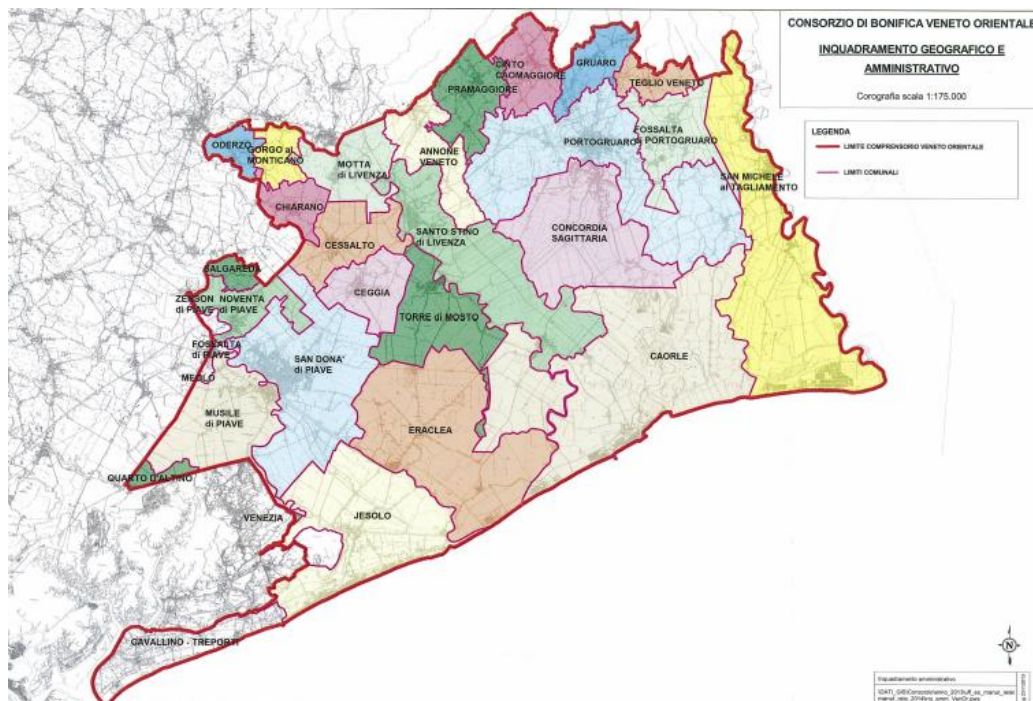 CONSORZIO DI BONIFICA VENETO ORIENTALE
INQUADRAMENTO GEOGRAFICO E
AMMINISTRATIVO
Corografia scala 1:175.000
LEGENDA
LIMITE COMPRENSORIO VENETO ORIENTALE
LIMITI COMUNALI
CINTO
CAOMAGGIORE
GRUARO
PRAMAGGIORE
TEGLIO VENETO
ODERZO
GORGO al
MONTICANO
MOTTA
di LIVENZA
ANNONE
VENETO
PORTOGRUARO
FOSSALTA
di PORTOGRUARO
SAN MICHELE
al TAGLIAMENTO
CHIARANO
CESSALTO
SANTO STINO
di LIVENZA
CONCORDIA
SAGITTARIA
SALGAREDA
CEGGIA
ZENSON
di PIAVE
NOVENTA
di PIAVE
TORRE di MOSTO
FOSSALTA
di PIAVE
SAN DONA'
di PIAVE
CAORLE
MEOLO
MUSILE
di PIAVE
ERACLEA
QUARTO D'ALTINO
VENEZIA
JESOLO
CAVALLINO - TREPORTI
N
Inquadramento amministrativo